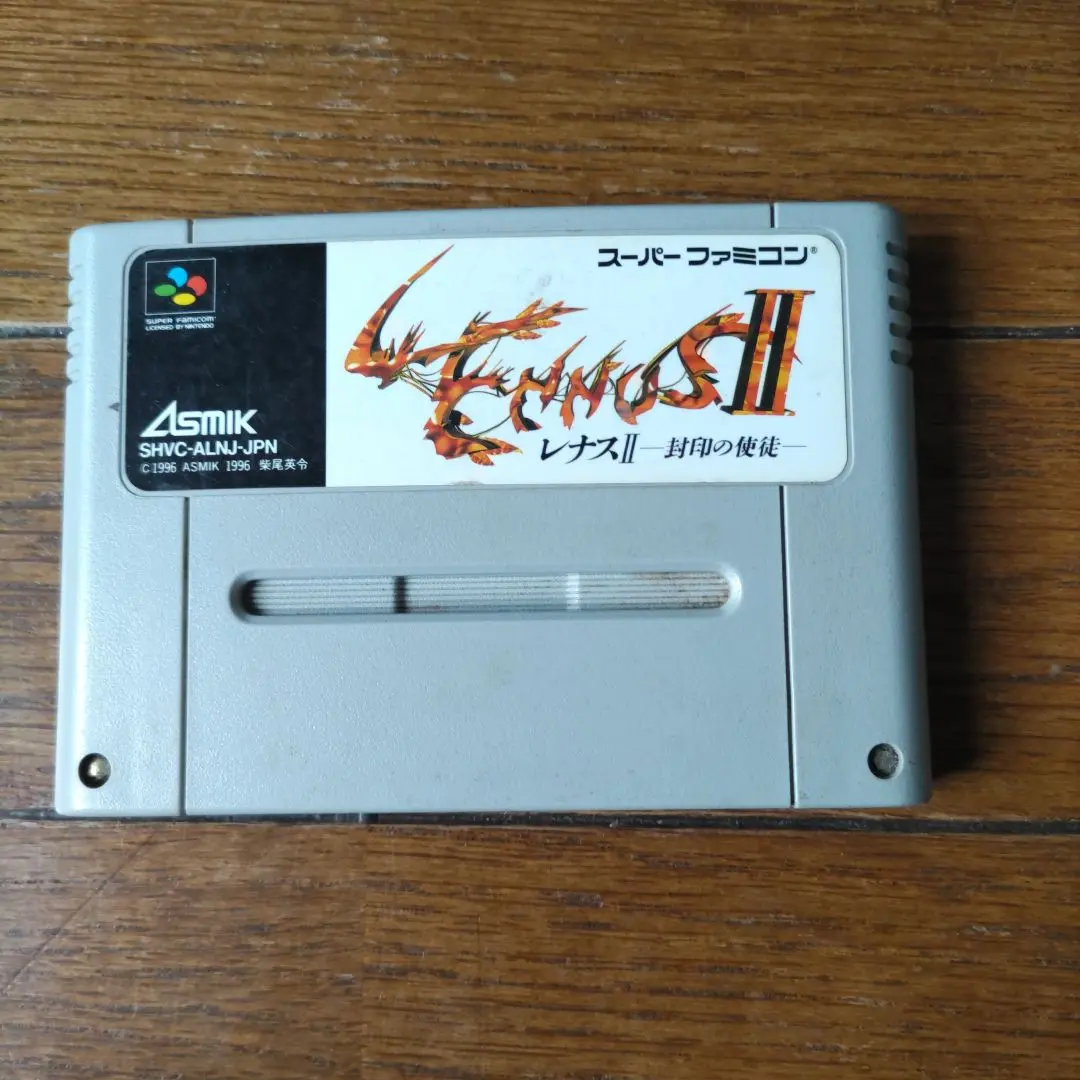 スーパーファミコン®
SUPER FAMICOM
LICENSED BY NINTENDO
LENNUS II
レナスII—封印の使徒—
ASMIK
SHVC-ALNJ-JPN
©1996 ASMIK 1996 柴尾英令